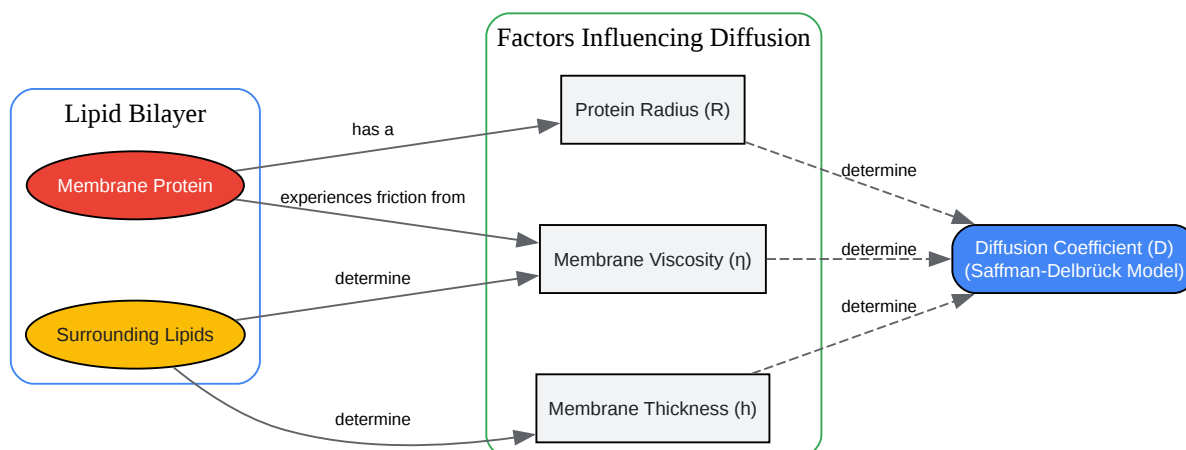 Factors Influencing Diffusion
Lipid Bilayer
Protein Radius (R)
has a
Membrane Protein
determine
experiences friction from
Membrane Viscosity (η)
determine
Diffusion Coefficient (D)
(Saffman-Delbrück Model)
determine
Surrounding Lipids
determine
Membrane Thickness (h)
determine